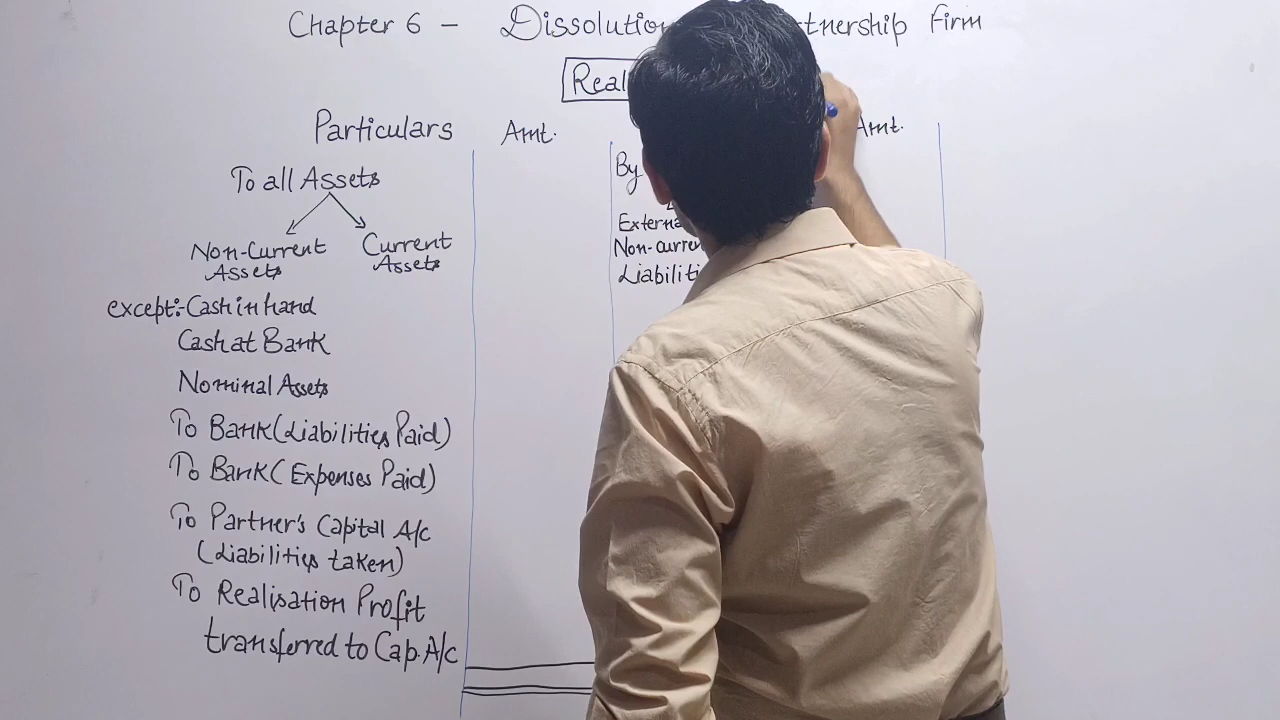 Chapter 6 - Dissolution tnership Firm
Real
Particulars Amt. Amt.
To all Assets By
Non-Current Assets Current Assets
External
Non-current
Liabiliti
except:- Cash in hand
Cash at Bank
Nominal Assets
To Bank (Liabilities Paid)
To Bank (Expenses Paid)
To Partner's Capital A/c
(Liabilities taken)
To Realisation Profit
transferred to Cap. A/c